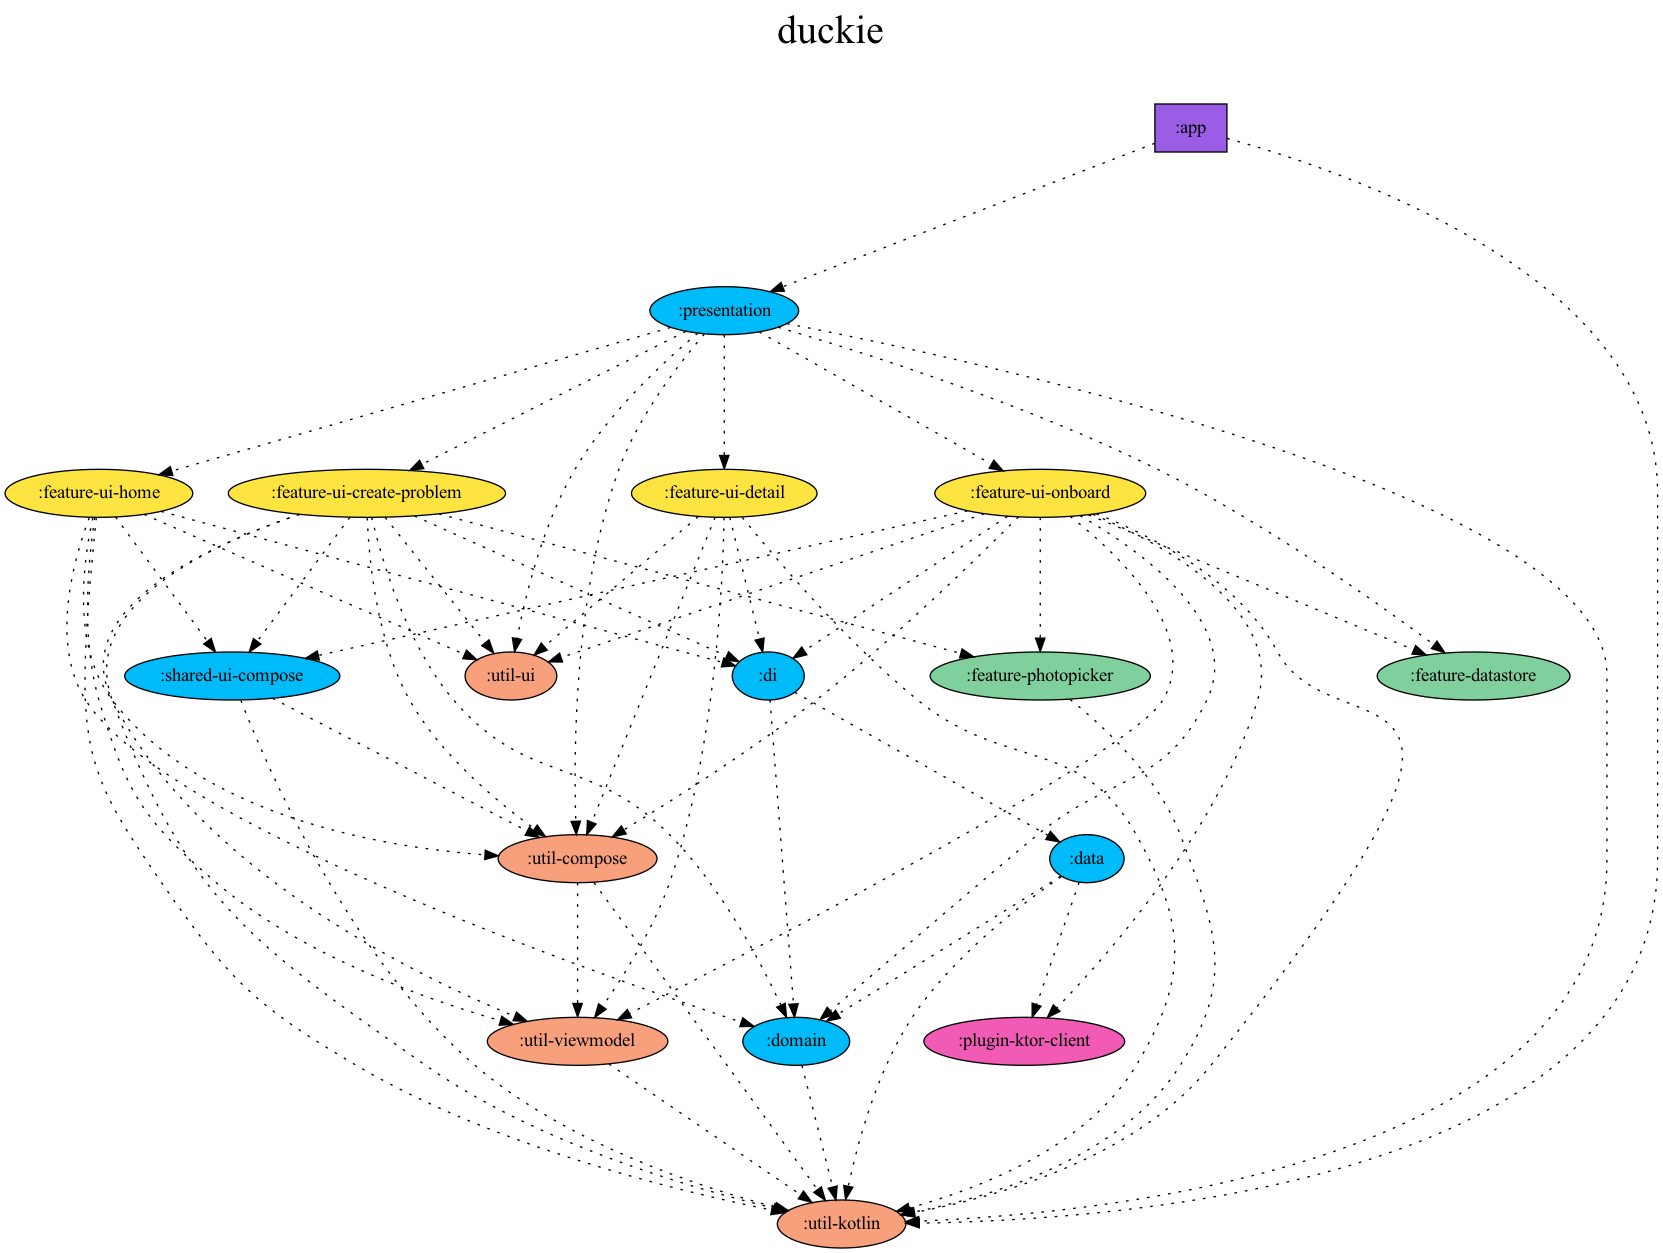 duckie
:app
:presentation
:feature-ui-home
:feature-ui-create-problem
:feature-ui-detail
:feature-ui-onboard
:shared-ui-compose
:util-ui
:di
:feature-photopicker
:feature-datastore
:util-compose
:data
:util-viewmodel
:domain
:plugin-ktor-client
:util-kotlin